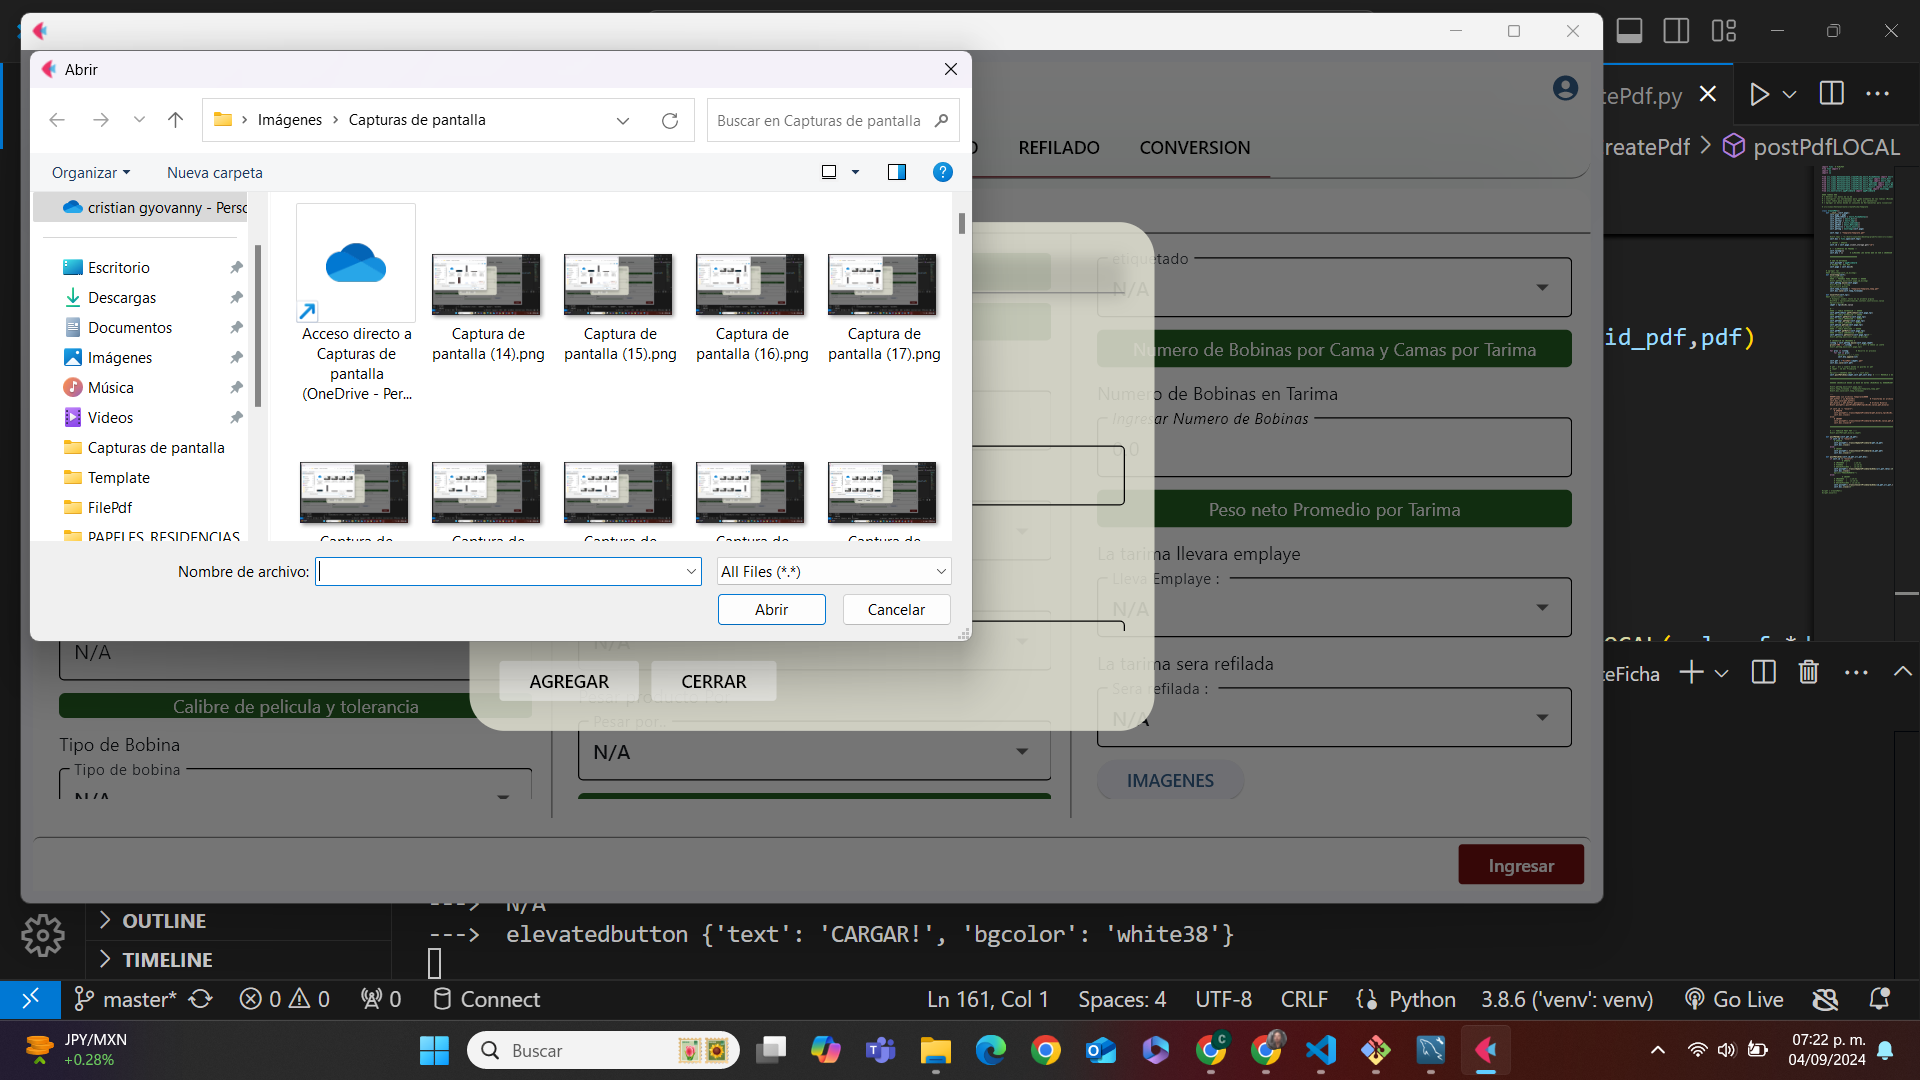 Abrir
Imágenes
Capturas de pantalla
Buscar en Capturas de pantalla
Organizar
Nueva carpeta
cristian gyovanny - Perso
Escritorio
Descargas
Documentos
Imágenes
Música
Videos
Capturas de pantalla
Template
FilePdf
PAPELES RESIDENCIAS
Acceso directo a
Capturas de
pantalla
(OneDrive - Per...
Captura de
pantalla (14).png
Captura de
pantalla (15).png
Captura de
pantalla (16).png
Captura de
pantalla (17).png
Captura de
Captura de
Captura de
Captura de
Captura de
Nombre de archivo:
All Files (*.*)
Abrir
Cancelar
REFILADO
CONVERSION
etiquetado
N/A
Numero de Bobinas por Cama y Camas por Tarima
Numero de Bobinas en Tarima
Ingresar Numero de Bobinas
0.0
Peso neto Promedio por Tarima
La tarima llevara emplaye
Lleva Emplaye :
N/A
La tarima sera refilada
Sera refilada :
N/A
IMAGENES
N/A
Calibre de pelicula y tolerancia
Tipo de Bobina
Tipo de bobina
N/A
N/A
AGREGAR
CERRAR
Pesar por..
N/A
Ingresar
tePdf.py
reatePdf
postPdfLOCAL
id_pdf,pdf)
teFicha
---> N/A
---> elevatedbutton {'text': 'CARGAR!', 'bgcolor': 'white38'}
OUTLINE
TIMELINE
master*
0
0
0
Connect
Ln 161, Col 1
Spaces: 4
UTF-8
CRLF
Python
3.8.6 ('venv': venv)
Go Live
JPY/MXN
+0.28%
Buscar
07:22 p. m.
04/09/2024